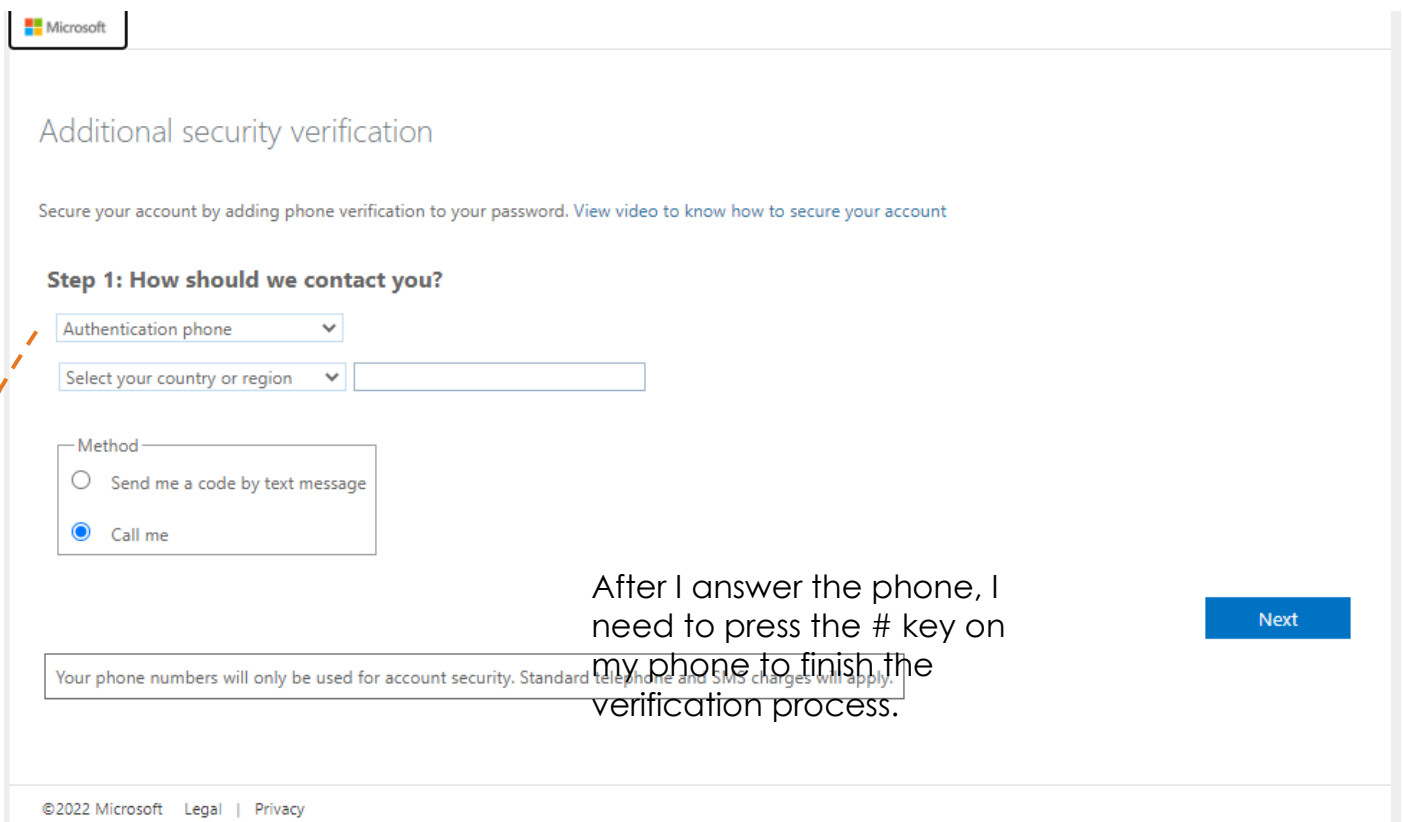 Microsoft
Additional security verification
Secure your account by adding phone verification to your password. View video to know how to secure your account
Step 1: How should we contact you?
Authentication phone
Select your country or region
Method
Send me a code by text message
Call me
After I answer the phone, I
need to press the # key on
my phone to finish the
verification process.
Next
Your phone numbers will only be used for account security. Standard telephone and SMS charges will apply.
©2022 Microsoft Legal | Privacy